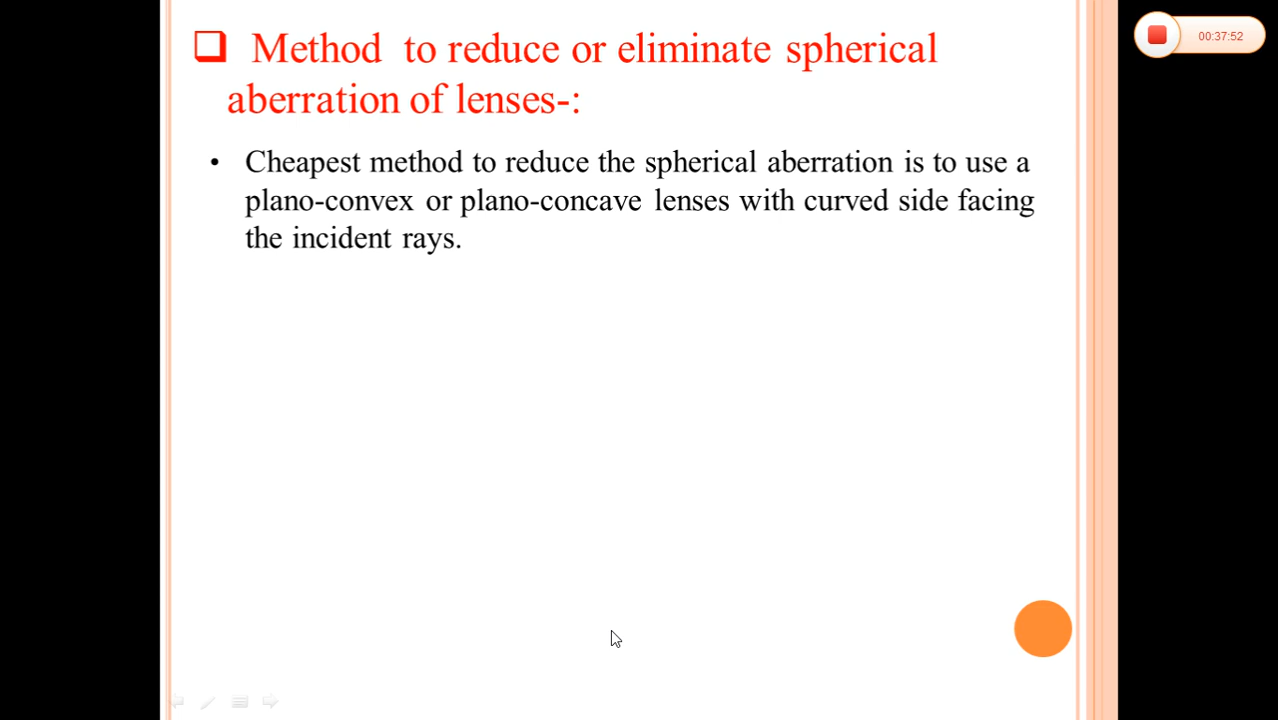 ❑ Method to reduce or eliminate spherical
aberration of lenses-:
• Cheapest method to reduce the spherical aberration is to use a
plano-convex or plano-concave lenses with curved side facing
the incident rays.
00:37:52